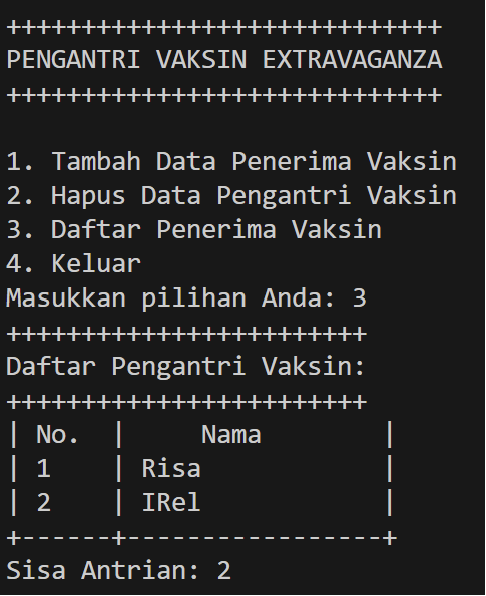 +++++++++++++++++++++++++++++
PENGANTRI VAKSIN EXTRAVAGANZA
+++++++++++++++++++++++++++++
1. Tambah Data Penerima Vaksin
2. Hapus Data Pengantri Vaksin
3. Daftar Penerima Vaksin
4. Keluar
Masukkan pilihan Anda: 3
++++++++++++++++++++++++
Daftar Pengantri Vaksin:
++++++++++++++++++++++++
| No.  |     Nama        |
| 1    | Risa            |
| 2    | IRel            |
+------+-----------------+
Sisa Antrian: 2